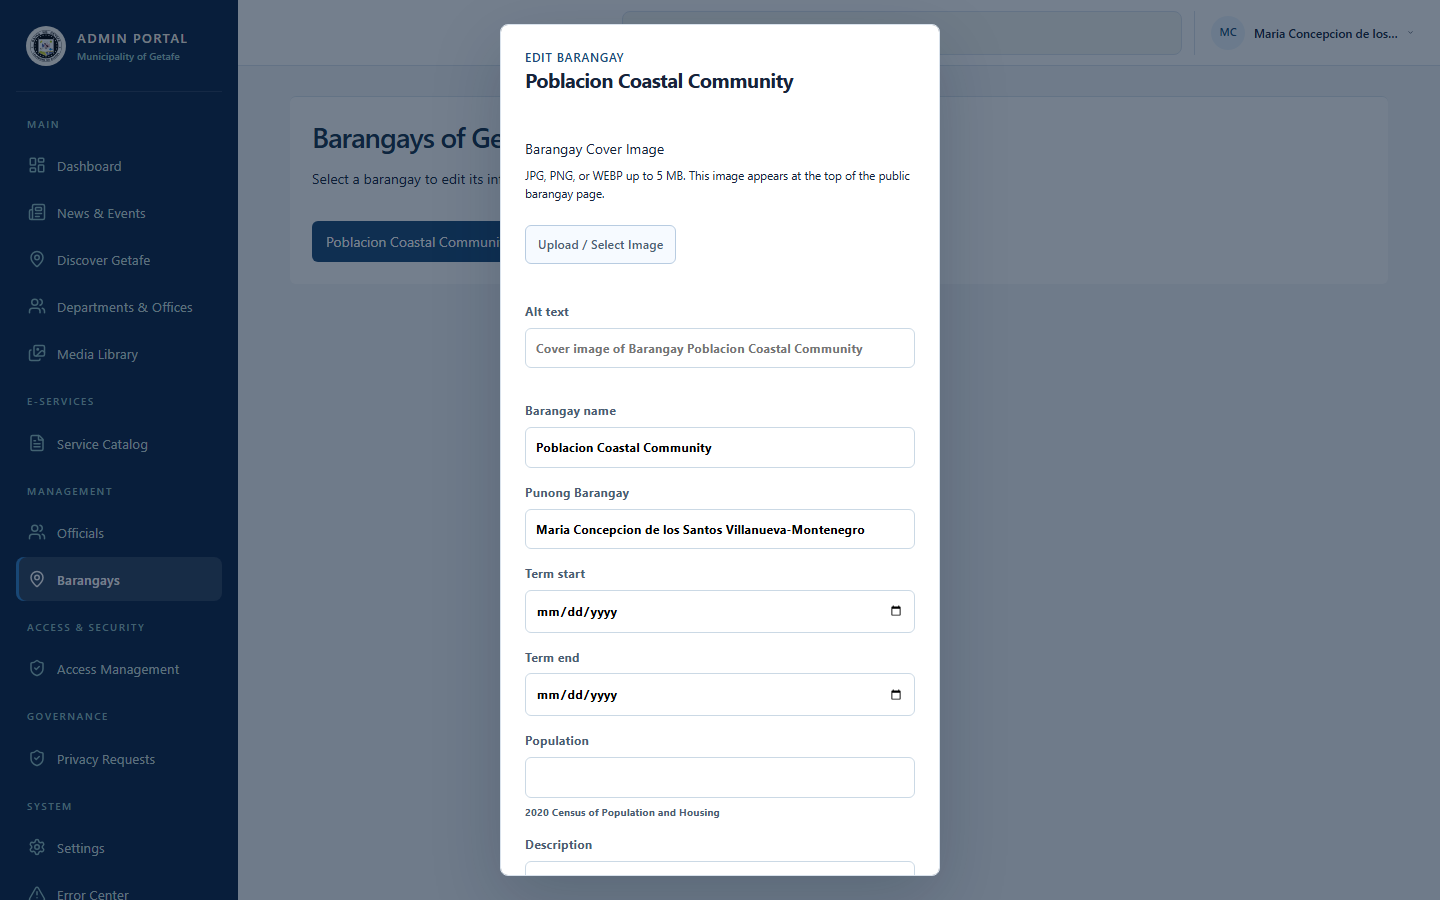 ADMIN PORTAL
Municipality of Getafe
MAIN
Dashboard
News & Events
Discover Getafe
Departments & Offices
Media Library
E-SERVICES
Service Catalog
MANAGEMENT
Officials
Barangays
ACCESS & SECURITY
Access Management
GOVERNANCE
Privacy Requests
SYSTEM
Settings
Error Center
MC
Maria Concepcion de los...
Barangays of Ge
Select a barangay to edit its in
Poblacion Coastal Communi
EDIT BARANGAY
Poblacion Coastal Community
Barangay Cover Image
JPG, PNG, or WEBP up to 5 MB. This image appears at the top of the public
barangay page.
Upload / Select Image
Alt text
Cover image of Barangay Poblacion Coastal Community
Barangay name
Poblacion Coastal Community
Punong Barangay
Maria Concepcion de los Santos Villanueva-Montenegro
Term start
mm/dd/yyyy
Term end
mm/dd/yyyy
Population
2020 Census of Population and Housing
Description